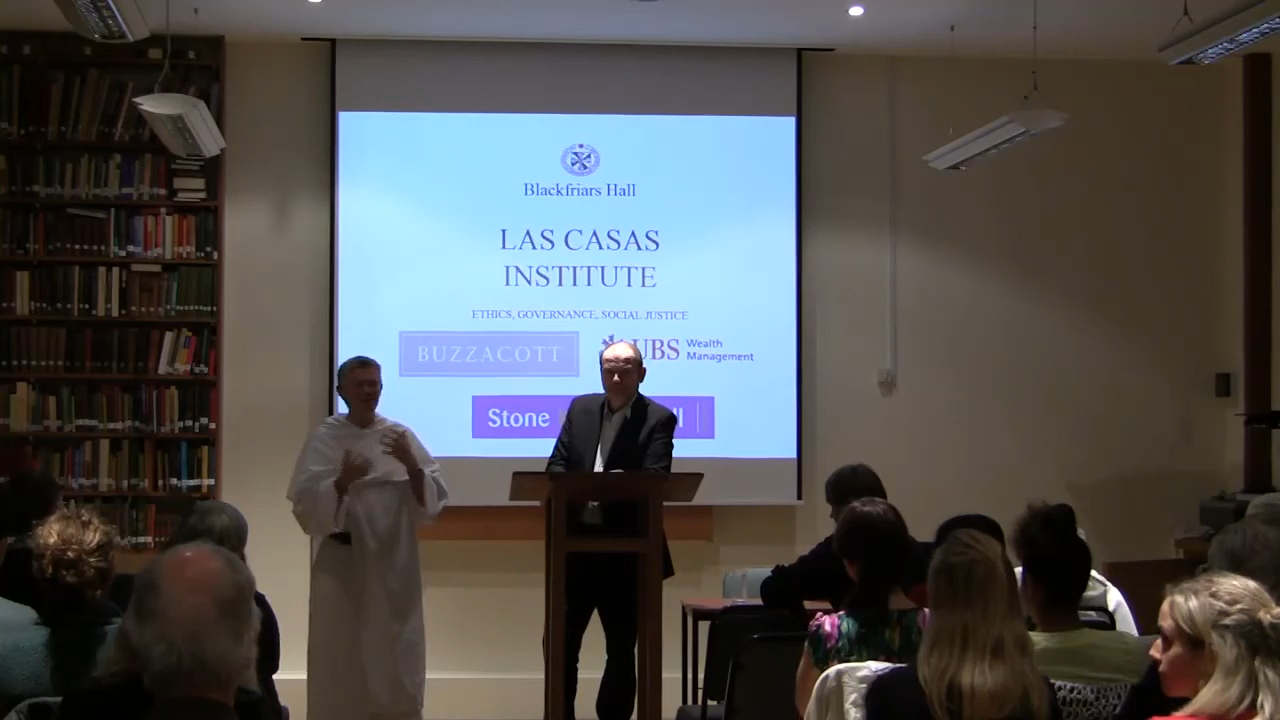 Blackfriars Hall
LAS CASAS
INSTITUTE
ETHICS, GOVERNANCE, SOCIAL JUSTICE
BUZZACOTT
UBS Wealth
Management
Stone